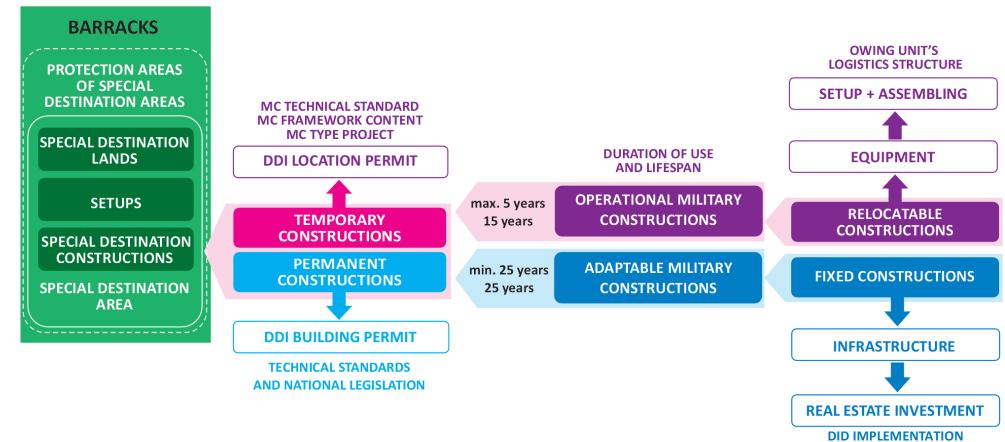 BARRACKS
PROTECTION AREAS
OF SPECIAL
DESTINATION AREAS
SPECIAL DESTINATION
LANDS
SETUPS
SPECIAL DESTINATION
CONSTRUCTIONS
SPECIAL DESTINATION
AREA
MC TECHNICAL STANDARD
MC FRAMEWORK CONTENT
MC TYPE PROJECT
DDI LOCATION PERMIT
TEMPORARY
CONSTRUCTIONS
PERMANENT
CONSTRUCTIONS
DDI BUILDING PERMIT
TECHNICAL STANDARDS
AND NATIONAL LEGISLATION
DURATION OF USE
AND LIFESPAN
max. 5 years
15 years
OPERATIONAL MILITARY
CONSTRUCTIONS
min. 25 years
25 years
ADAPTABLE MILITARY
CONSTRUCTIONS
OWING UNIT'S
LOGISTICS STRUCTURE
SETUP + ASSEMBLING
EQUIPMENT
RELOCATABLE
CONSTRUCTIONS
FIXED CONSTRUCTIONS
INFRASTRUCTURE
REAL ESTATE INVESTMENT
DID IMPLEMENTATION